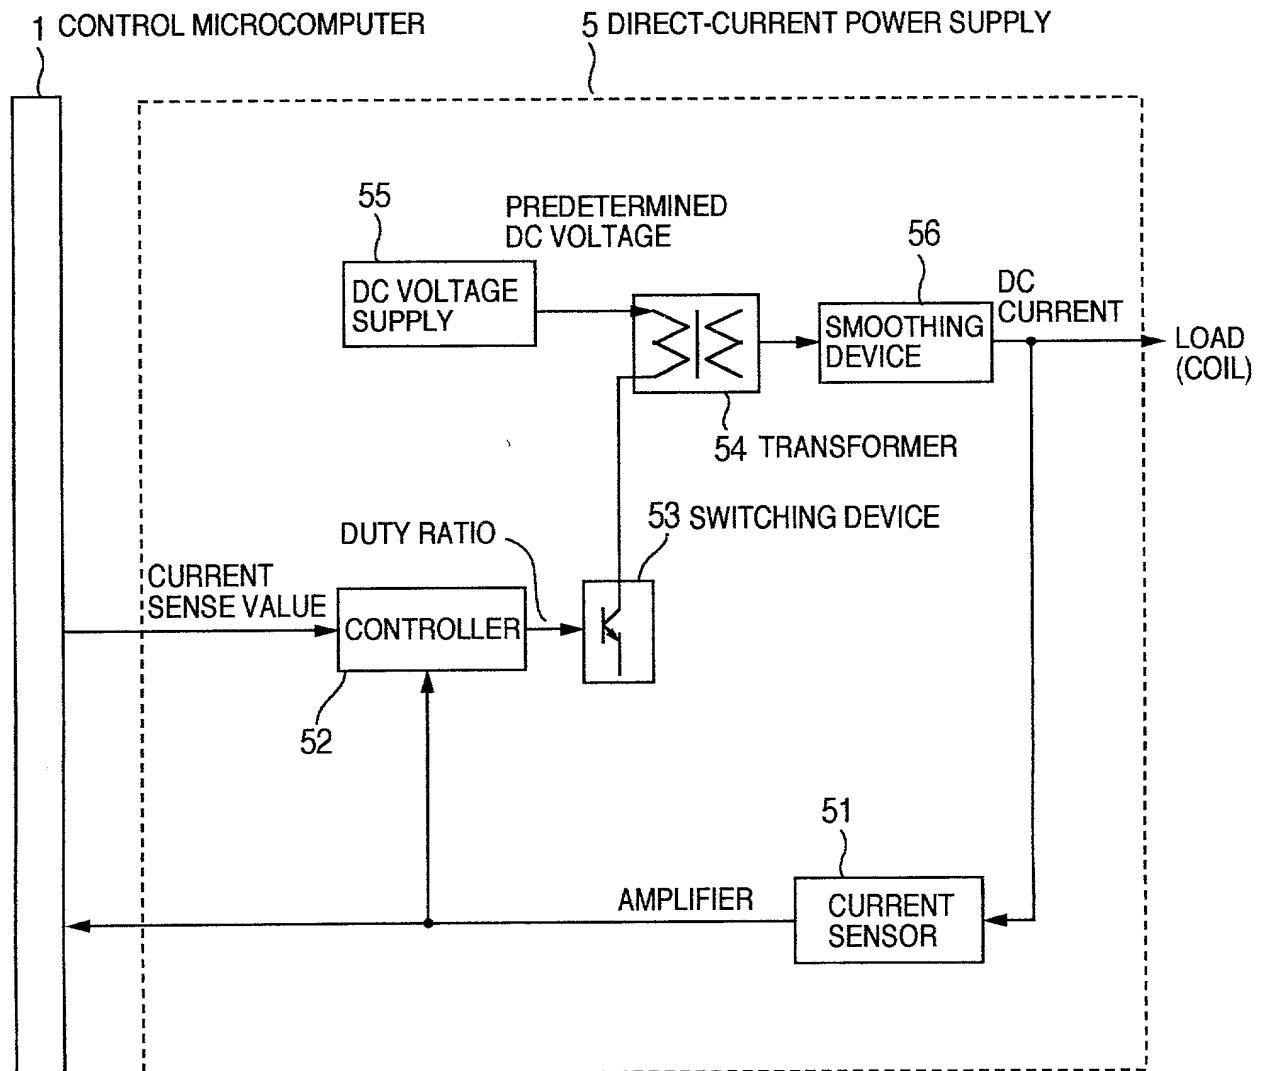 1 CONTROL MICROCOMPUTER
5 DIRECT-CURRENT POWER SUPPLY
55
PREDETERMINED
DC VOLTAGE
56
DC VOLTAGE
SUPPLY
DC
CURRENT
SMOOTHING
DEVICE
LOAD
(COIL)
54 TRANSFORMER
53 SWITCHING DEVICE
DUTY RATIO
CURRENT
SENSE VALUE
CONTROLLER
52
51
AMPLIFIER
CURRENT
SENSOR